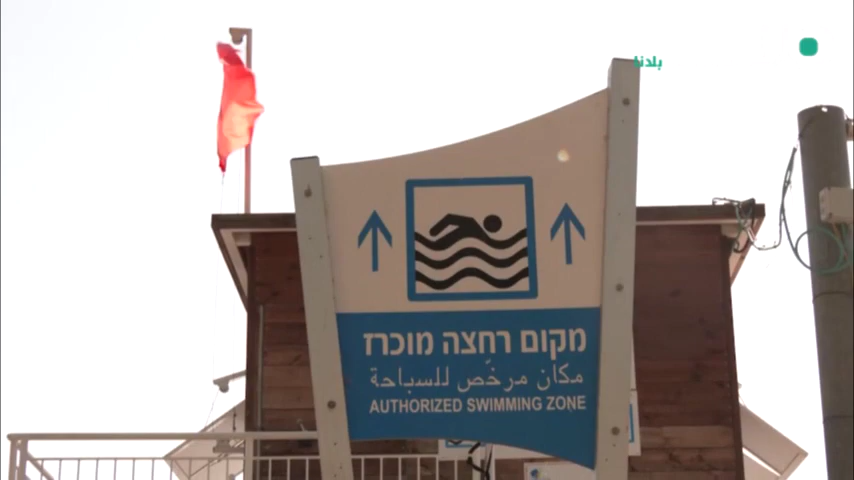 بلدنا
מקום רחצה מוכרז
مكان مرخّص للسباحة
AUTHORIZED SWIMMING ZONE